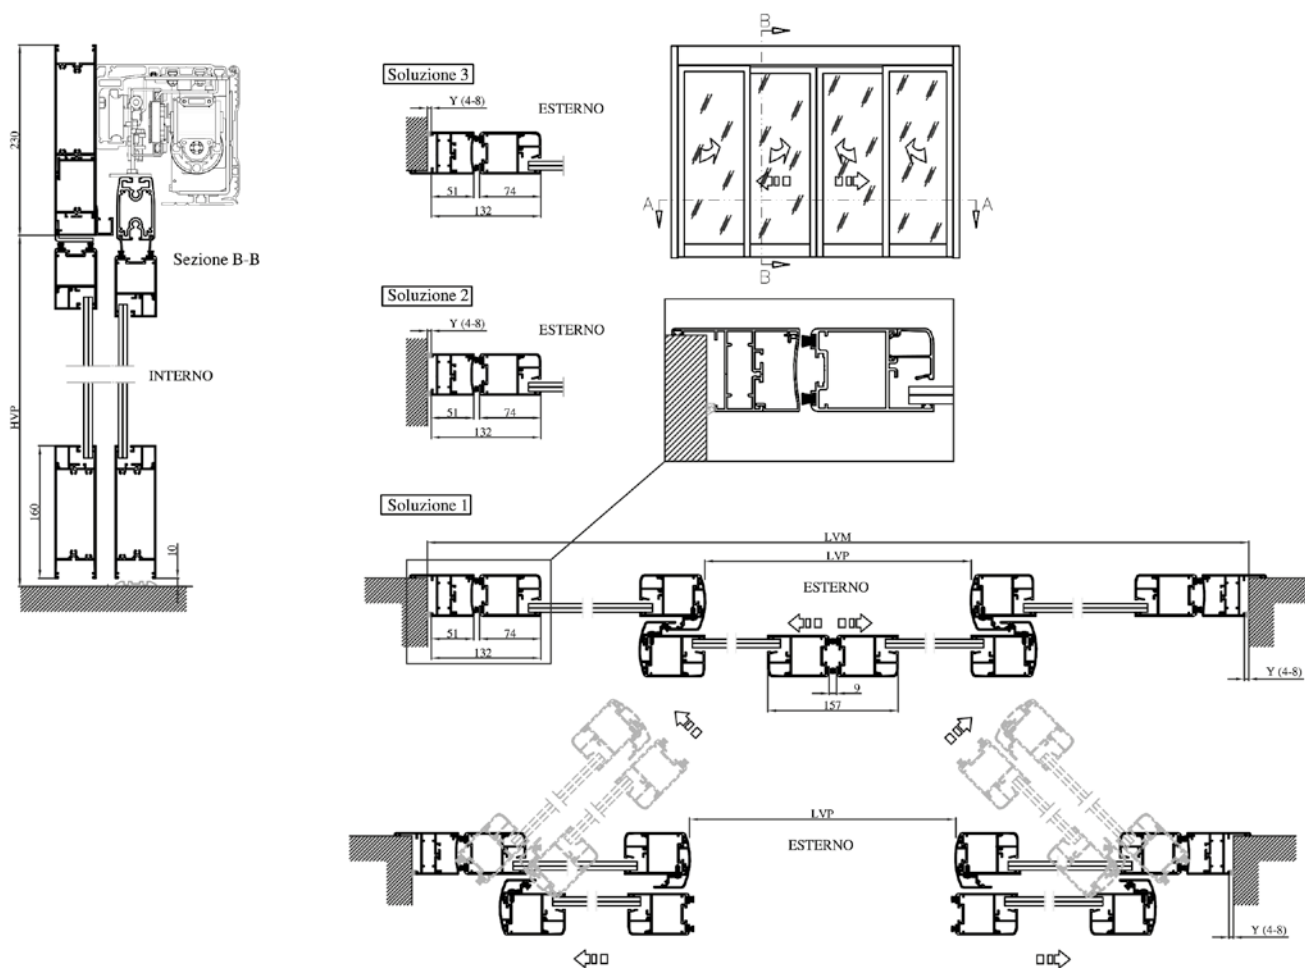 230
Sezione B-B
INTERNO
HVP
160
10
Soluzione 3
Y (4-8)
ESTERNO
51
74
132
B
A
A
B
Soluzione 2
Y (4-8)
ESTERNO
51
74
132
Soluzione 1
LVM
LVP
ESTERNO
51
74
132
9
157
Y (4-8)
LVP
ESTERNO
Y (4-8)